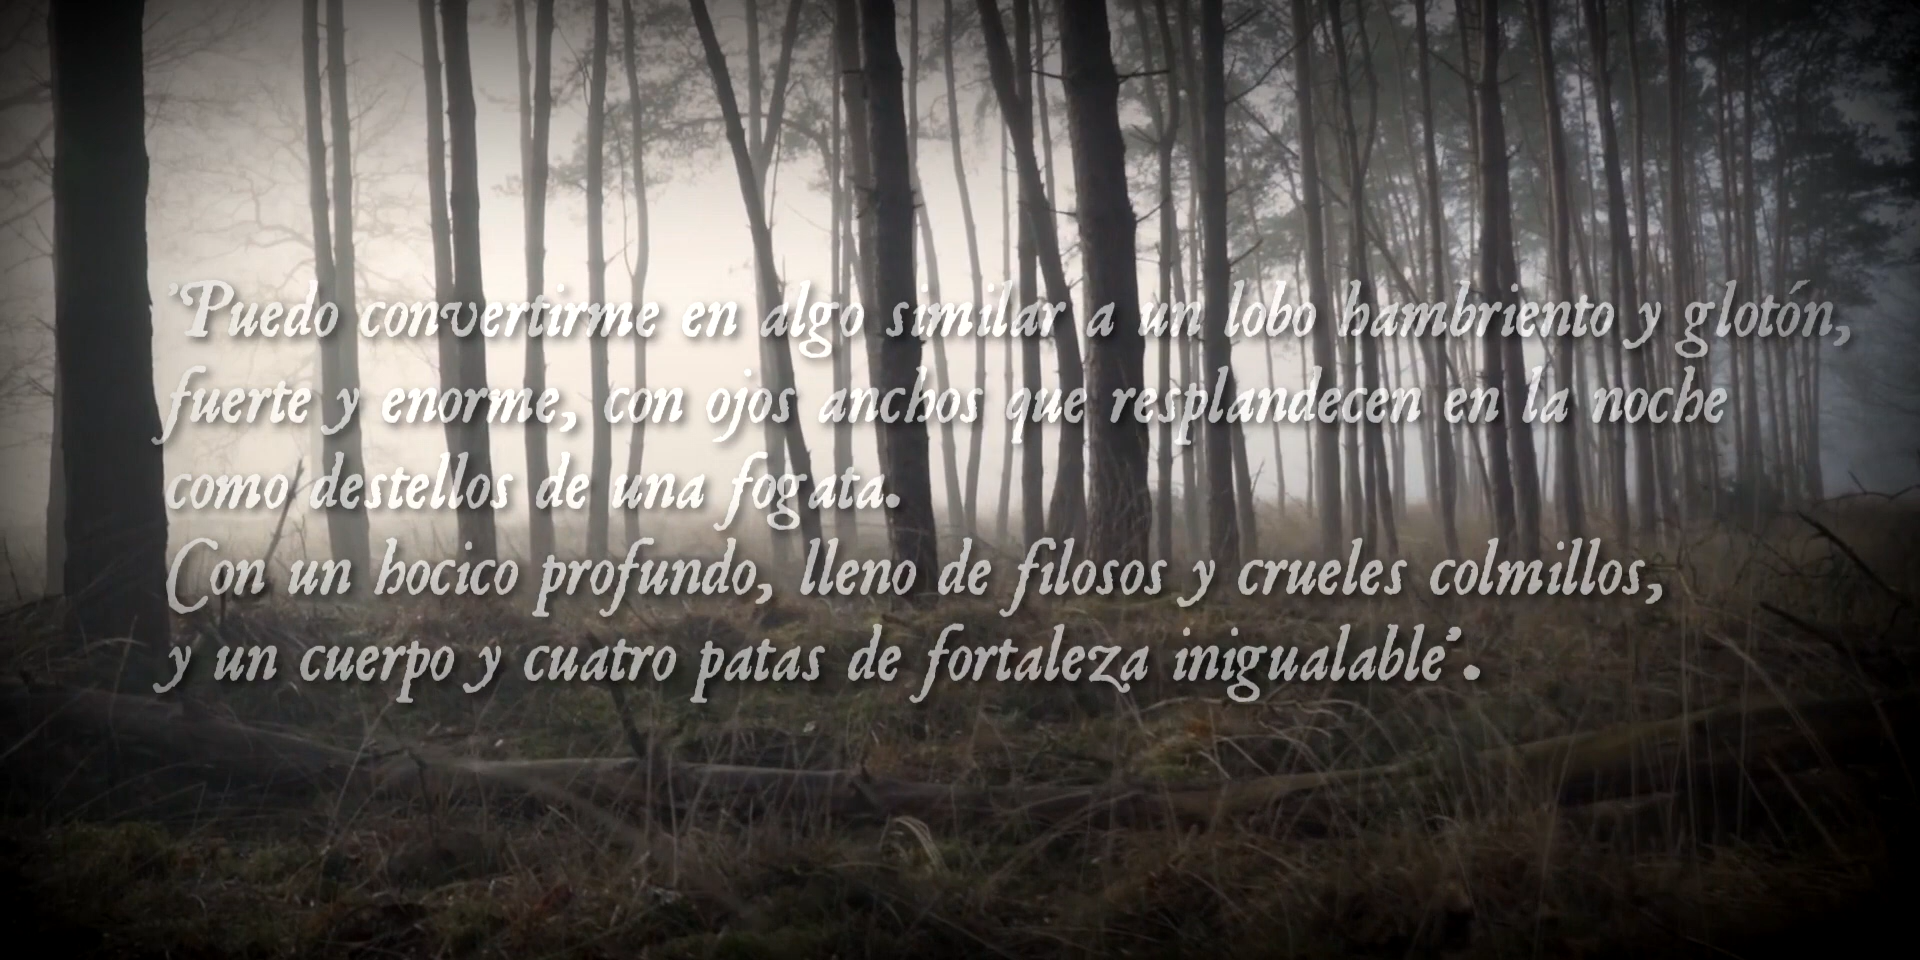 "Puedo convertirme en algo similar a un lobo hambriento y glotón,
fuerte y enorme, con ojos anchos que resplandecen en la noche
como destellos de una fogata.
Con un hocico profundo, lleno de filosos y crueles colmillos,
y un cuerpo y cuatro patas de fortaleza inigualable".